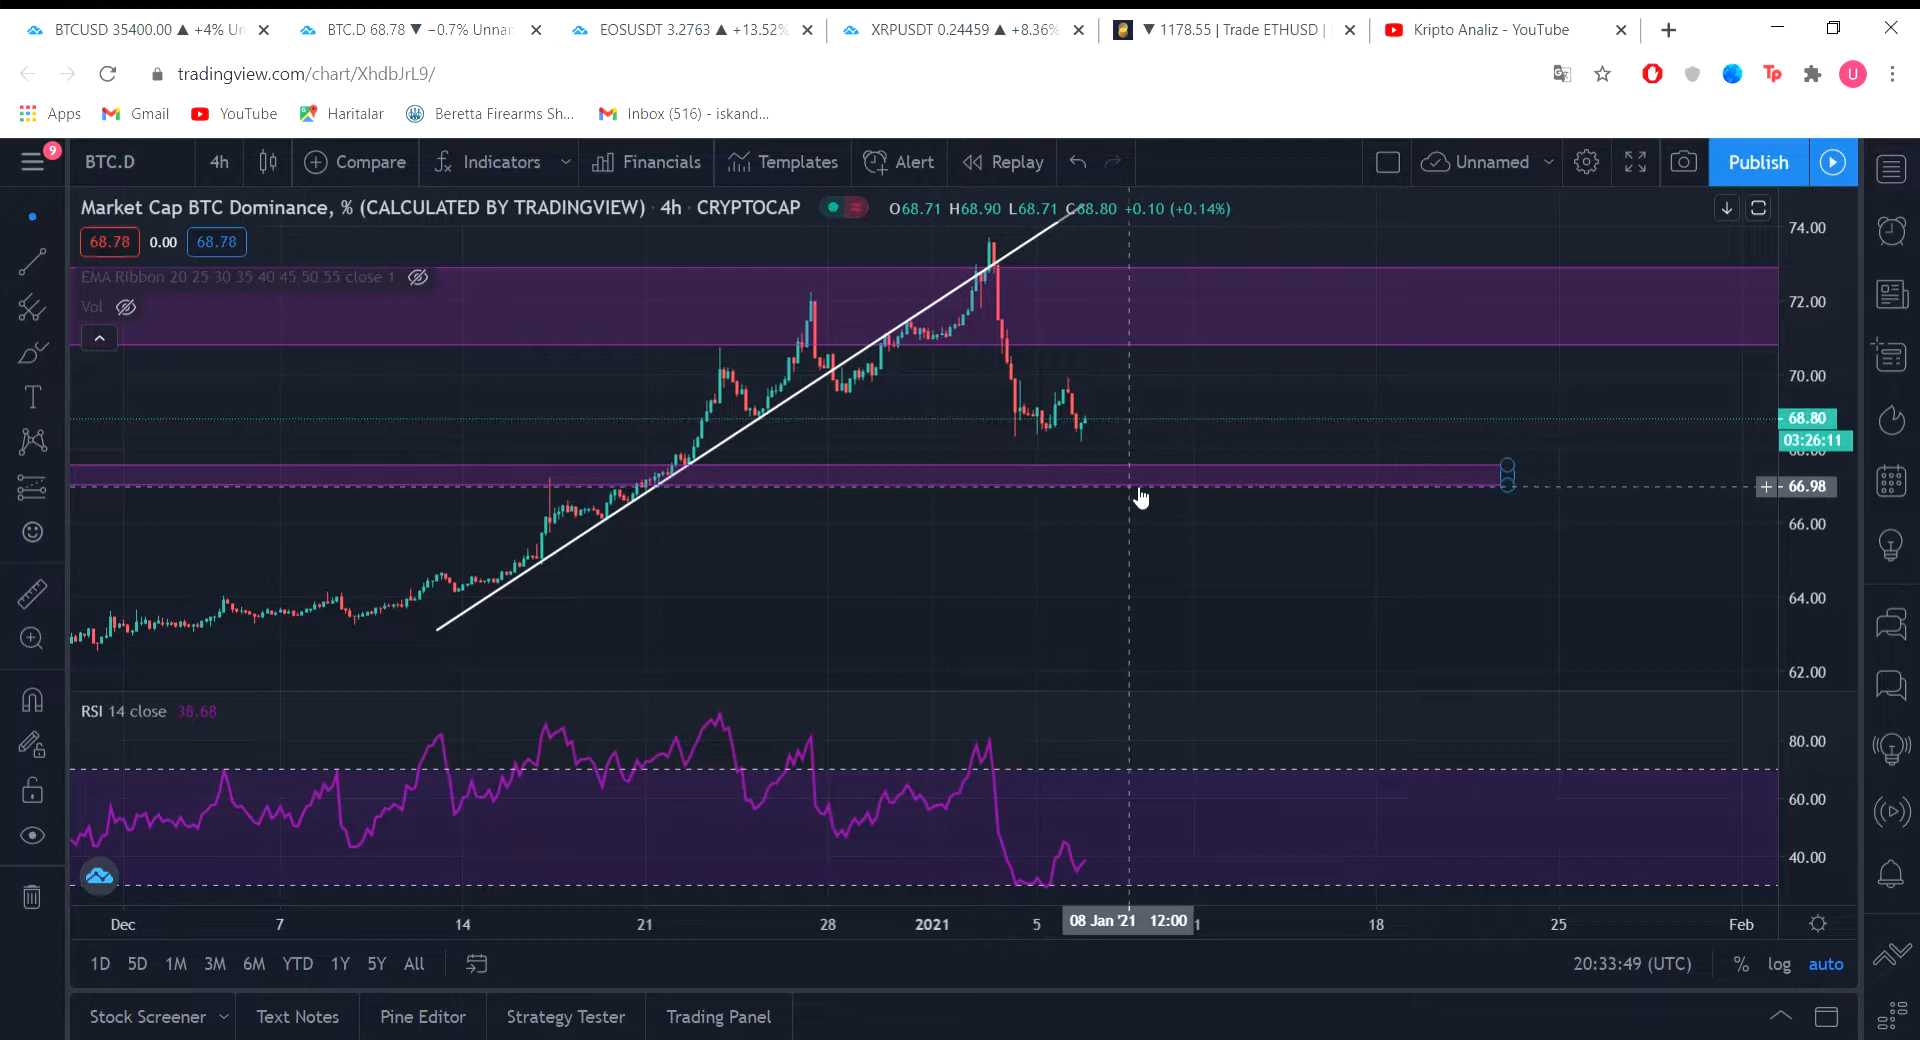 BTCUSD 35400.00 ▲ +4% Un
BTC.D 68.78 ▼ −0.7% Unnan
EOSUSDT 3.2763 ▲ +13.52%
XRPUSDT 0.24459 ▲ +8.36%
▼ 1178.55 | Trade ETHUSD |
Kripto Analiz - YouTube
tradingview.com/chart/XhdbJrL9/
Tp
U
Apps
Gmail
YouTube
Haritalar
Beretta Firearms Sh...
Inbox (516) - iskand...
9
BTC.D
4h
Compare
Indicators
Financials
Templates
Alert
Replay
Unnamed
Publish
Market Cap BTC Dominance, % (CALCULATED BY TRADINGVIEW) · 4h · CRYPTOCAP
O68.71 H68.90 L68.71 C68.80 +0.10 (+0.14%)
68.78 0.00 68.78
EMA Ribbon 20 25 30 35 40 45 50 55 close 1
Vol
74.00
72.00
70.00
68.80
03:26:11
68.00
66.98
66.00
64.00
62.00
RSI 14 close 38.68
80.00
60.00
40.00
Dec 7 14 21 28 2021 5 08 Jan '21 12:00 1 18 25 Feb
1D 5D 1M 3M 6M YTD 1Y 5Y All
20:33:49 (UTC) % log auto
Stock Screener
Text Notes
Pine Editor
Strategy Tester
Trading Panel